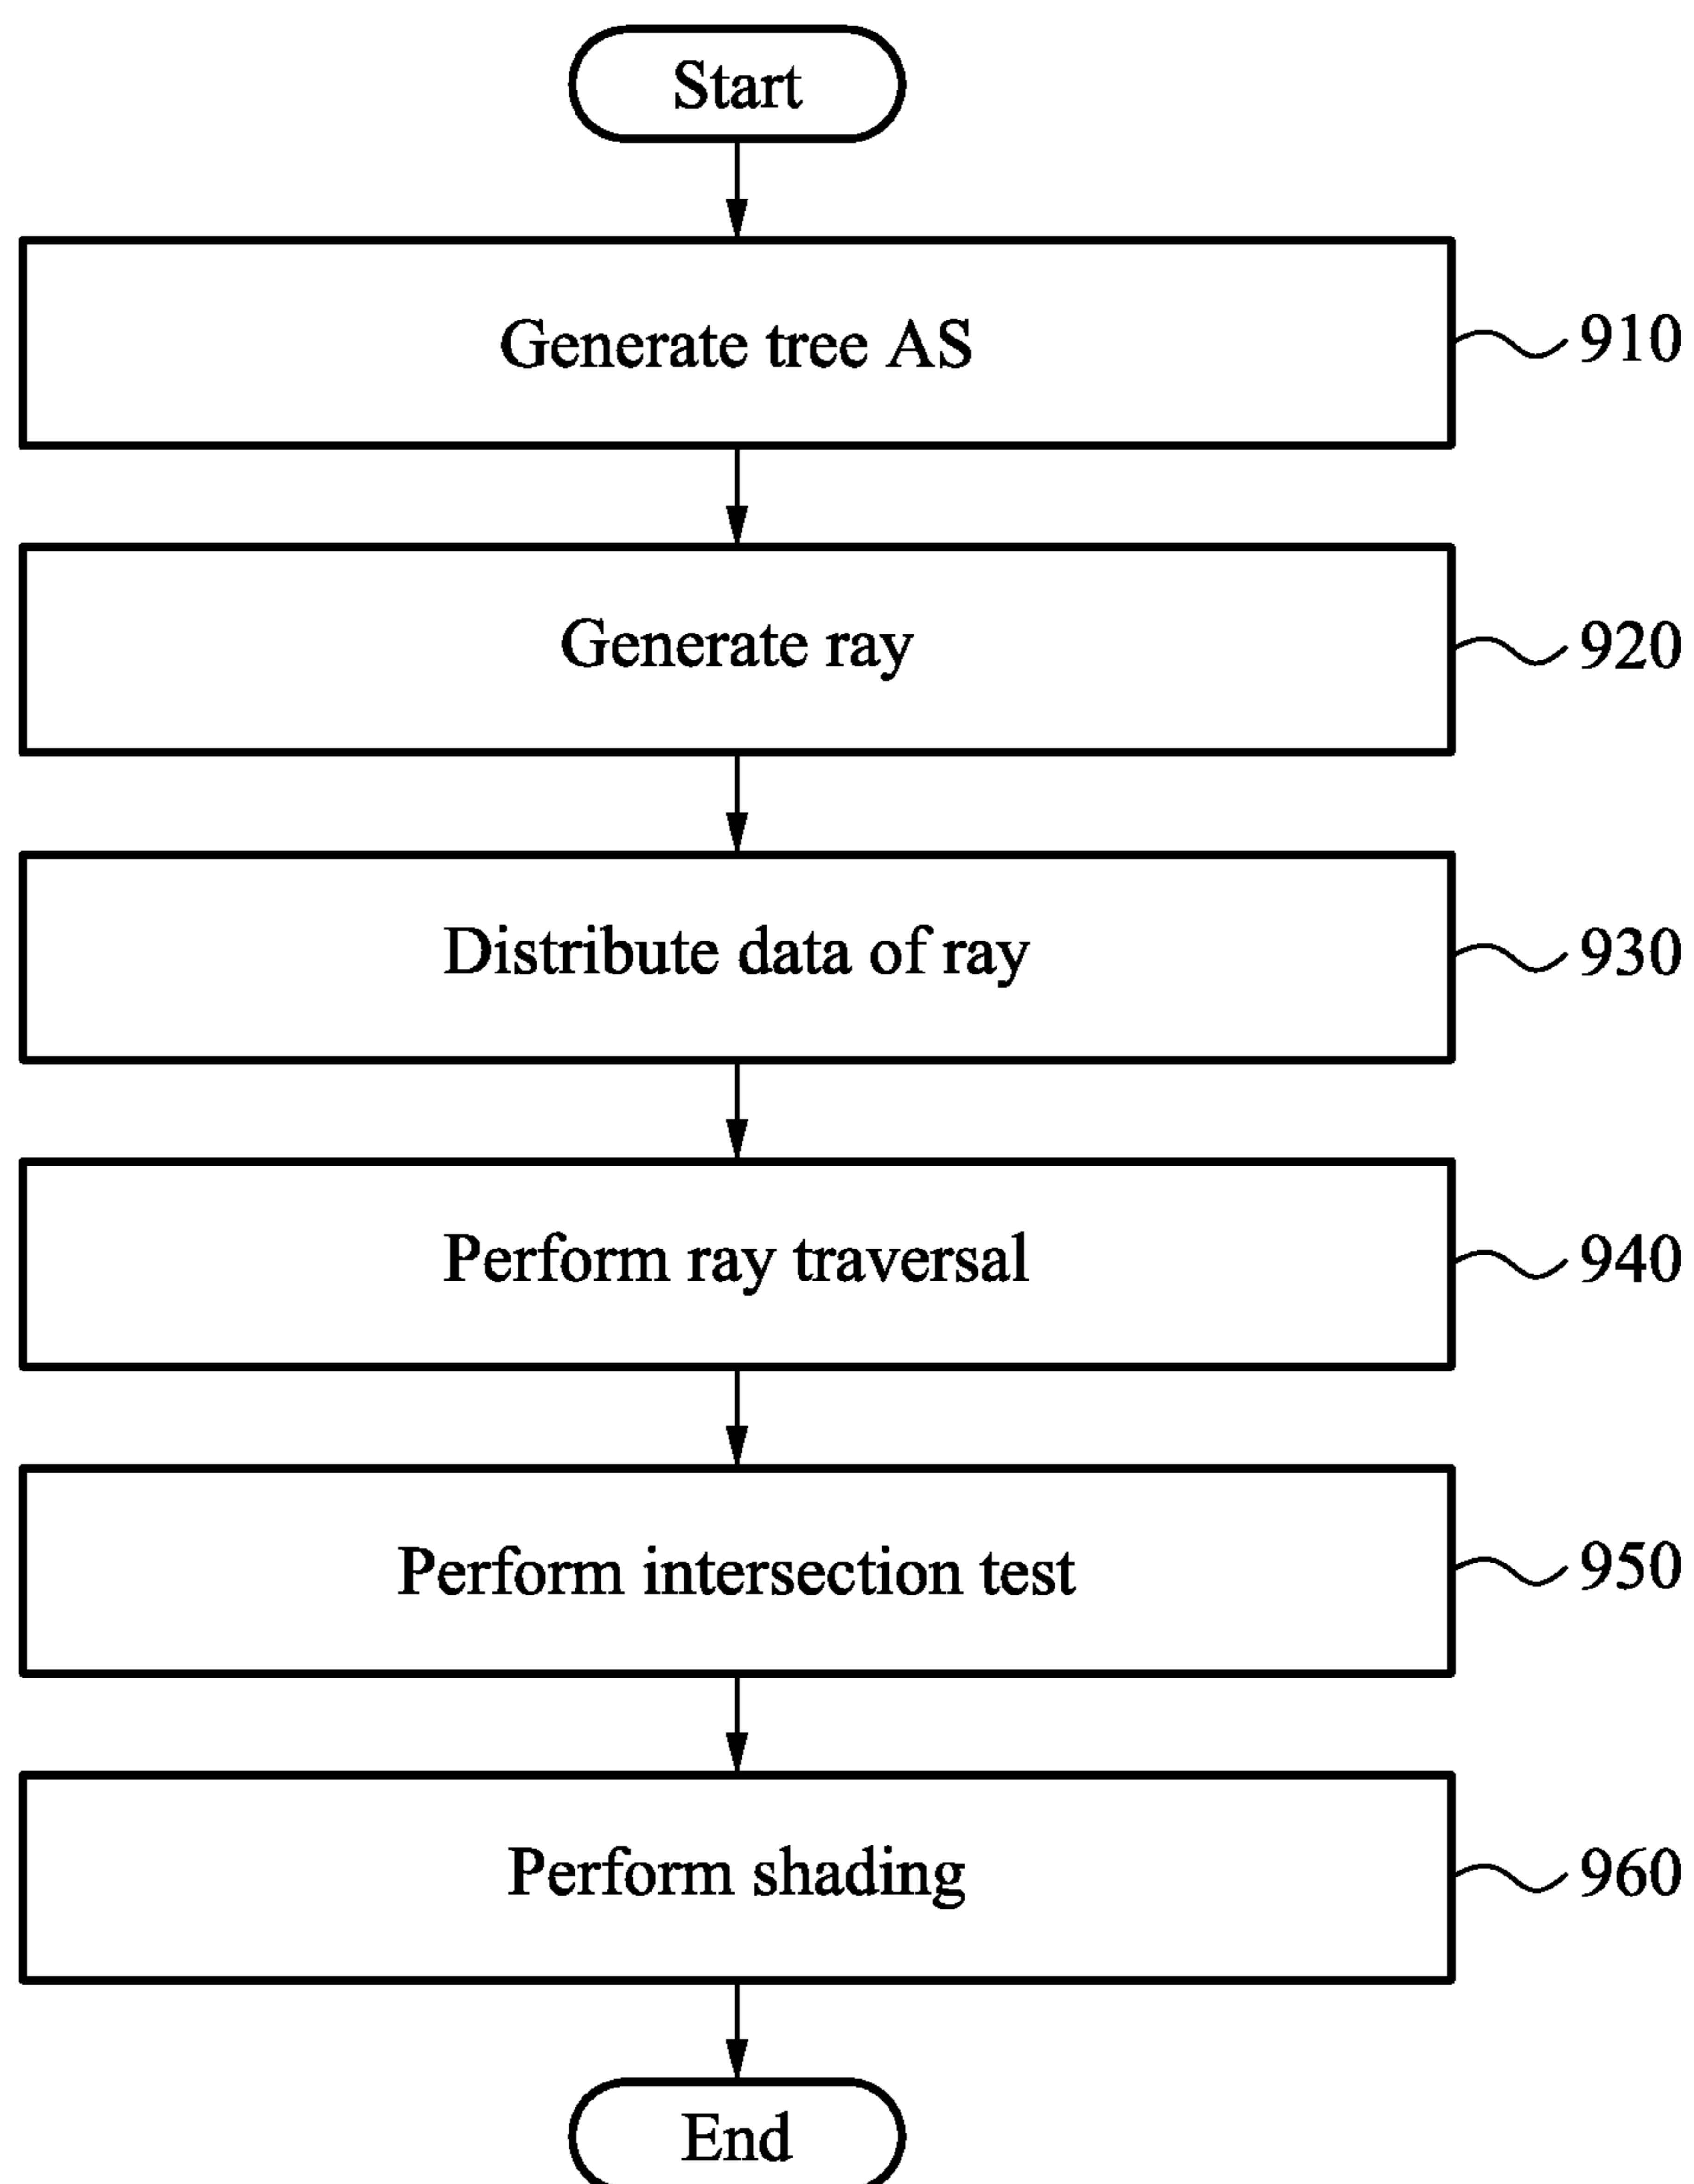 Start
Generate tree AS
910
Generate ray
920
Distribute data of ray
930
Perform ray traversal
940
Perform intersection test
950
Perform shading
960
End